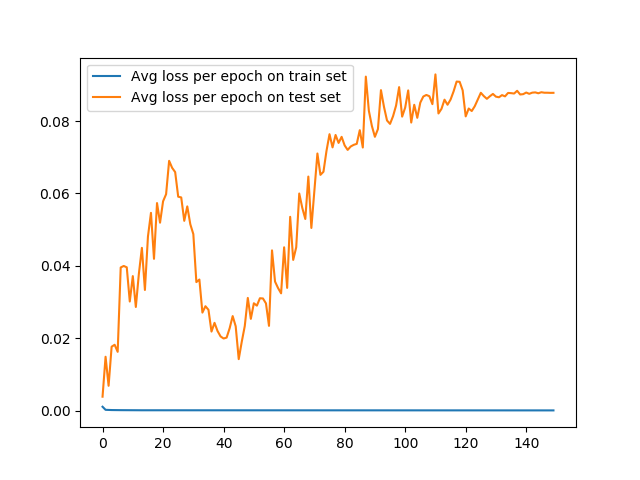 Avg loss per epoch on train set
Avg loss per epoch on test set
0.08
0.06
0.04
0.02
0.00
0 20 40 60 80 100 120 140